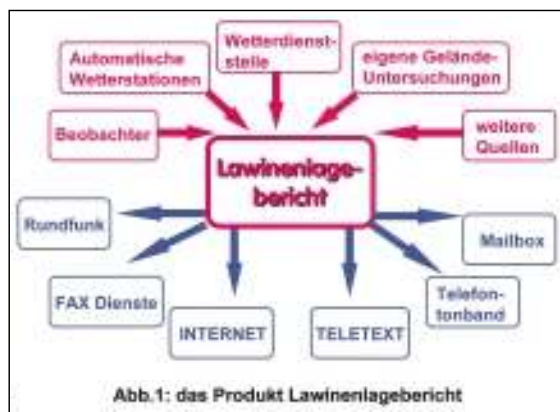 Wetterdienst-
stelle
Automatische
Wetterstationen
eigene Gelände-
Untersuchungen
Beobachter
weitere
Quellen
Lawinenlage-
bericht
Rundfunk
Mailbox
FAX Dienste
Telefon-
tonband
INTERNET
TELETEXT
Abb.1: das Produkt Lawinenlagebericht